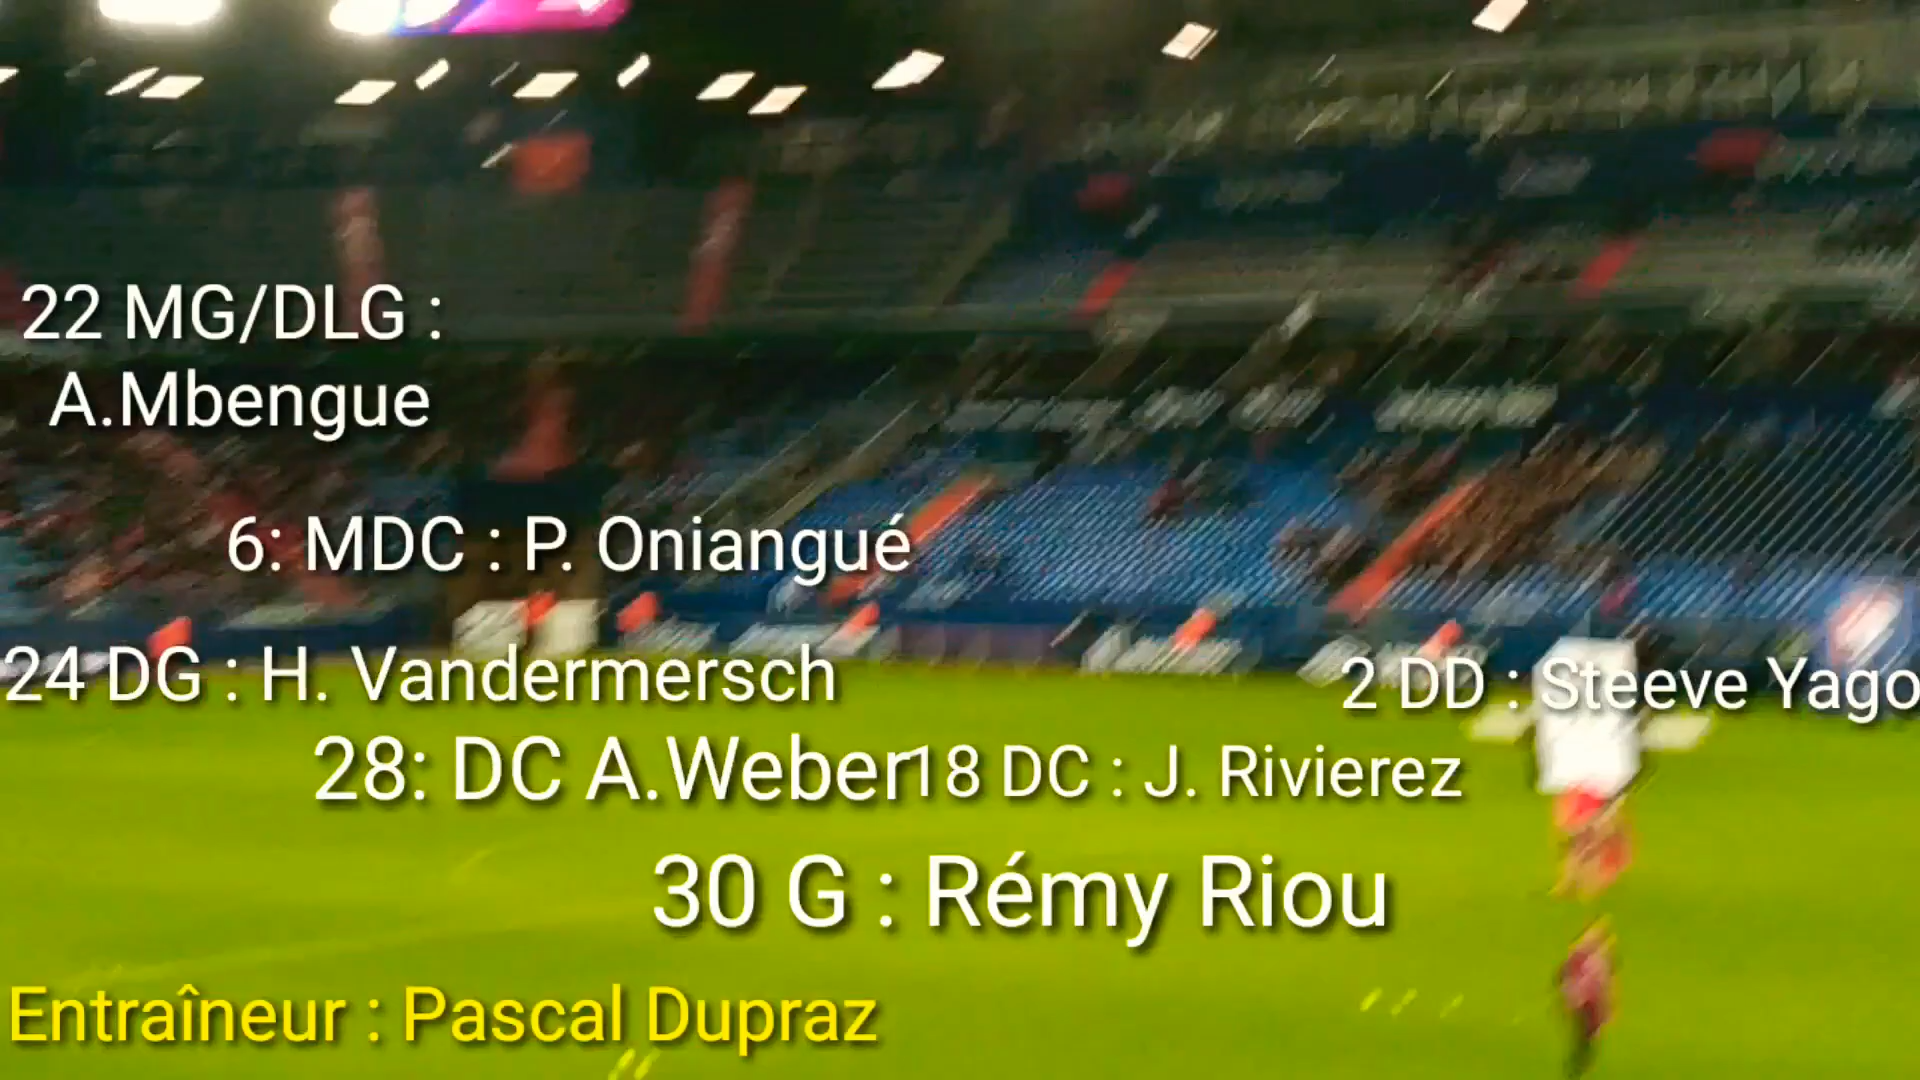 22 MG/DLG :
A.Mbengue
6: MDC : P. Oniangué
24 DG : H. Vandermersch
2 DD : Steeve Yago
28: DC A.Weber
18 DC : J. Rivierez
30 G : Rémy Riou
Entraîneur : Pascal Dupraz